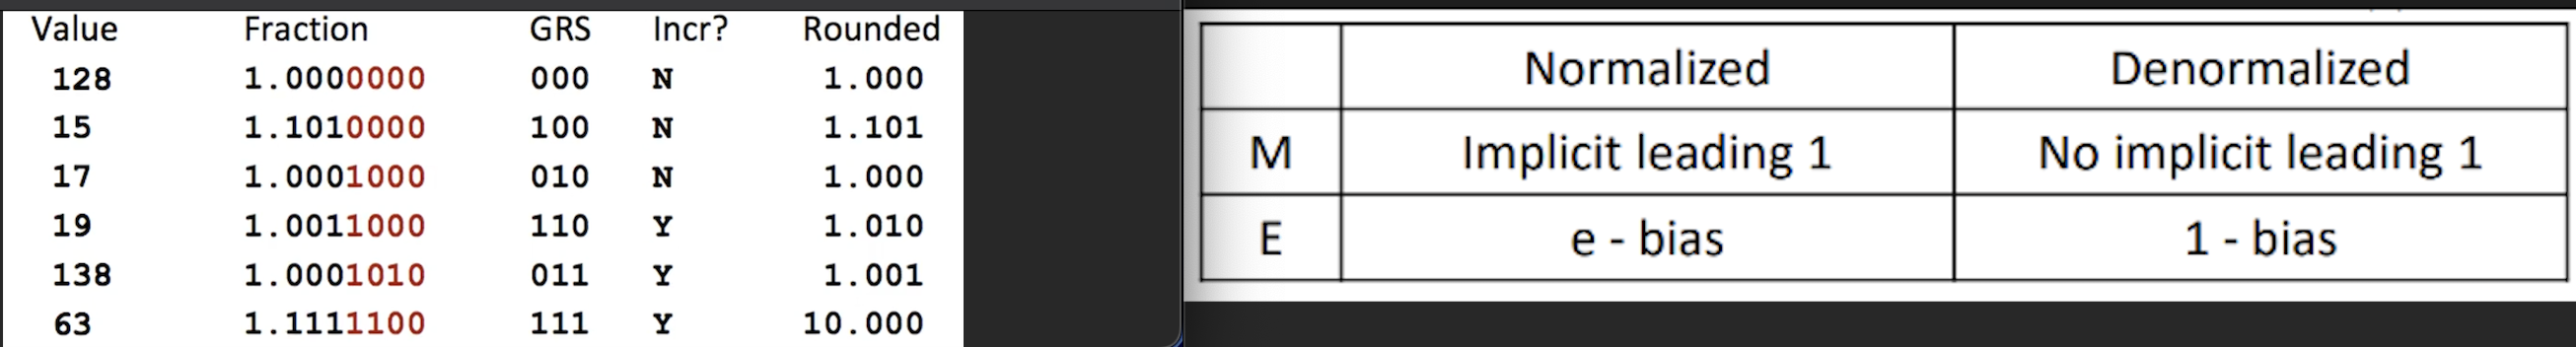 Value Fraction GRS Incr? Rounded
128 1.0000000 000 N 1.000
15 1.1010000 100 N 1.101
17 1.0001000 010 N 1.000
19 1.0011000 110 Y 1.010
138 1.0001010 011 Y 1.001
63 1.1111100 111 Y 10.000
Normalized Denormalized
M Implicit leading 1 No implicit leading 1
E e - bias 1 - bias